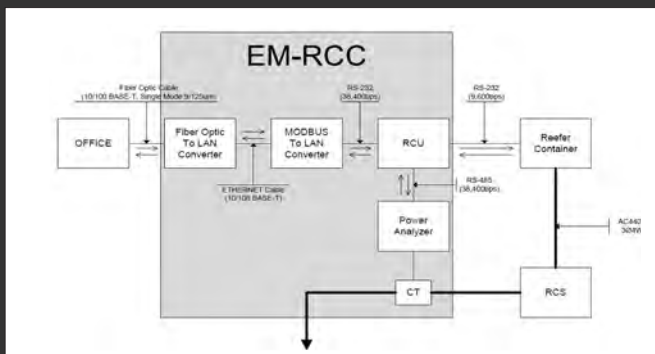 EM-RCC
Fiber Optic Cable
(10/100 BASE-T, Single Mode 9/125um)
RS-232
(38,400bps)
RS-232
(9,600bps)
OFFICE
Fiber Optic
To LAN
Converter
MODBUS
To LAN
Converter
RCU
Reefer
Container
ETHERNET Cable
(10/100 BASE-T)
RS-485
(38,400bps)
Power
Analyzer
AC440
CT
RCS